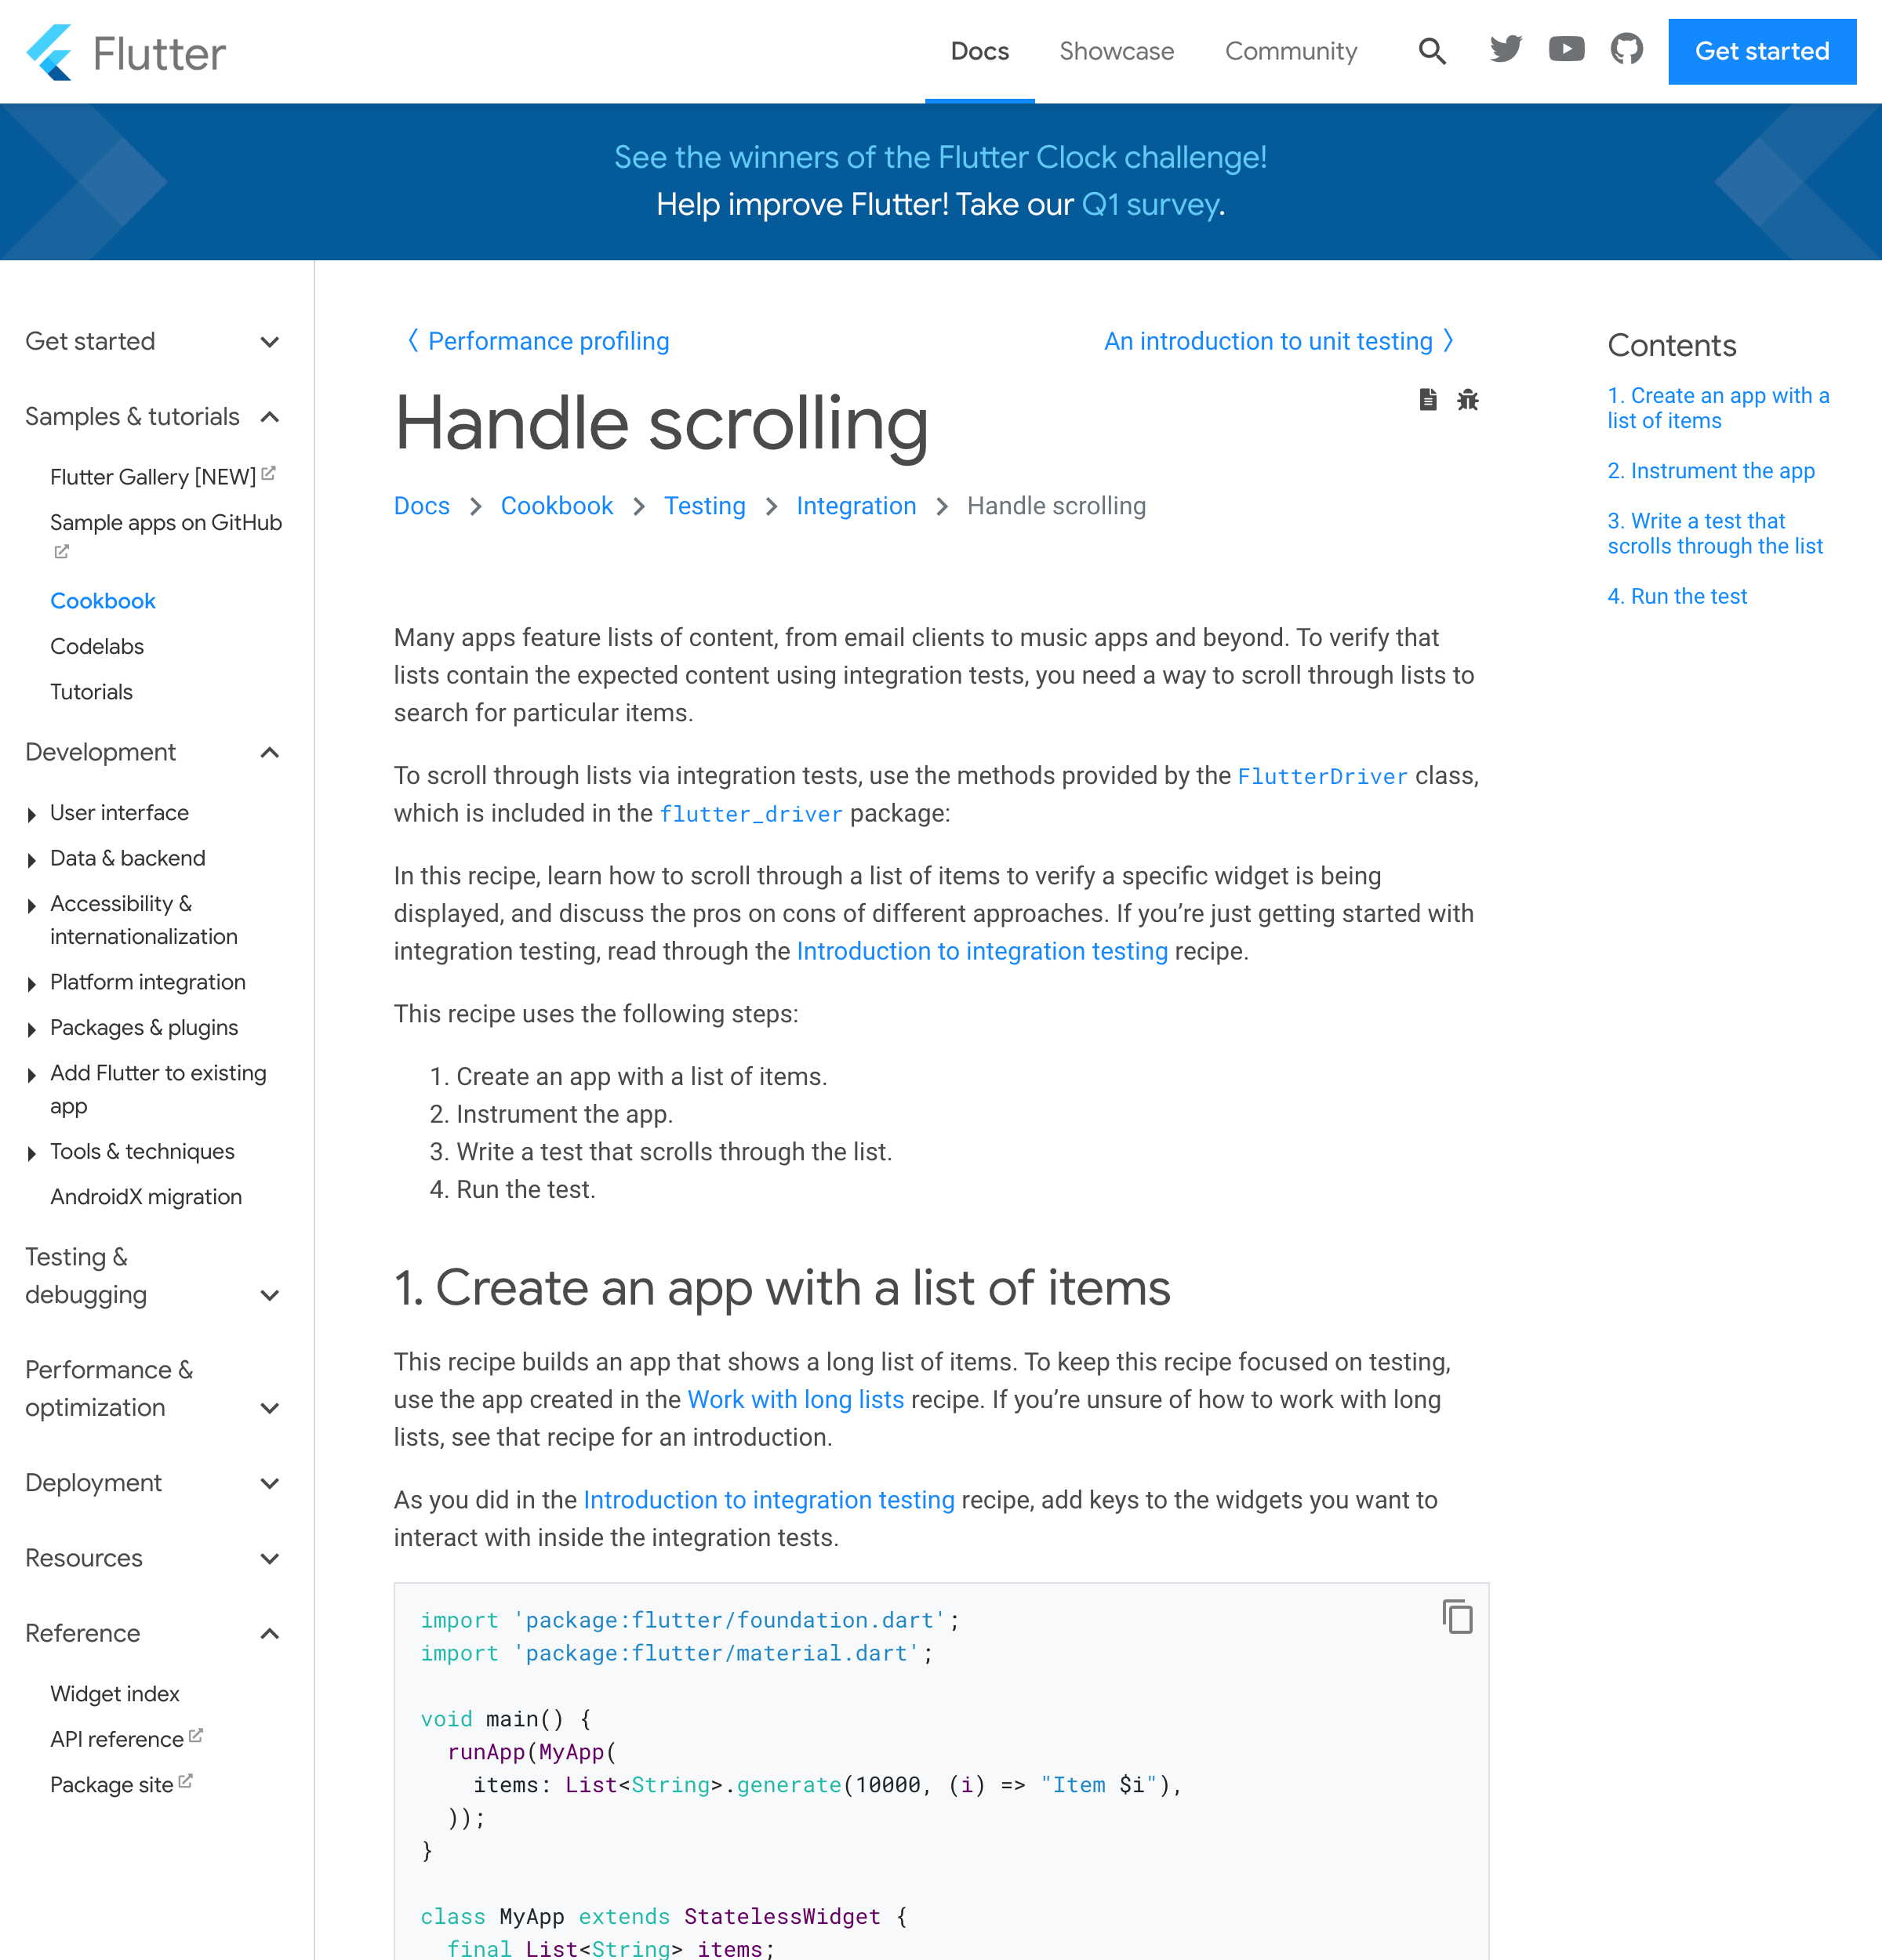 Flutter
Docs
Showcase
Community
Get started
See the winners of the Flutter Clock challenge!
Help improve Flutter! Take our Q1 survey.
Get started
Samples & tutorials
Flutter Gallery [NEW]
Sample apps on GitHub
Cookbook
Codelabs
Tutorials
Development
User interface
Data & backend
Accessibility &
internationalization
Platform integration
Packages & plugins
Add Flutter to existing
app
Tools & techniques
AndroidX migration
Testing &
debugging
Performance &
optimization
Deployment
Resources
Reference
Widget index
API reference
Package site
Performance profiling
An introduction to unit testing
Handle scrolling
Docs > Cookbook > Testing > Integration > Handle scrolling
Many apps feature lists of content, from email clients to music apps and beyond. To verify that
lists contain the expected content using integration tests, you need a way to scroll through lists to
search for particular items.
To scroll through lists via integration tests, use the methods provided by the FlutterDriver class,
which is included in the flutter_driver package:
In this recipe, learn how to scroll through a list of items to verify a specific widget is being
displayed, and discuss the pros on cons of different approaches. If you’re just getting started with
integration testing, read through the Introduction to integration testing recipe.
This recipe uses the following steps:
1. Create an app with a list of items.
2. Instrument the app.
3. Write a test that scrolls through the list.
4. Run the test.
1. Create an app with a list of items
This recipe builds an app that shows a long list of items. To keep this recipe focused on testing,
use the app created in the Work with long lists recipe. If you’re unsure of how to work with long
lists, see that recipe for an introduction.
As you did in the Introduction to integration testing recipe, add keys to the widgets you want to
interact with inside the integration tests.
import 'package:flutter/foundation.dart';
import 'package:flutter/material.dart';
void main() {
  runApp(MyApp(
    items: List<String>.generate(10000, (i) => "Item $i"),
  ));
}
class MyApp extends StatelessWidget {
  final List<String> items;
Contents
1. Create an app with a
list of items
2. Instrument the app
3. Write a test that
scrolls through the list
4. Run the test